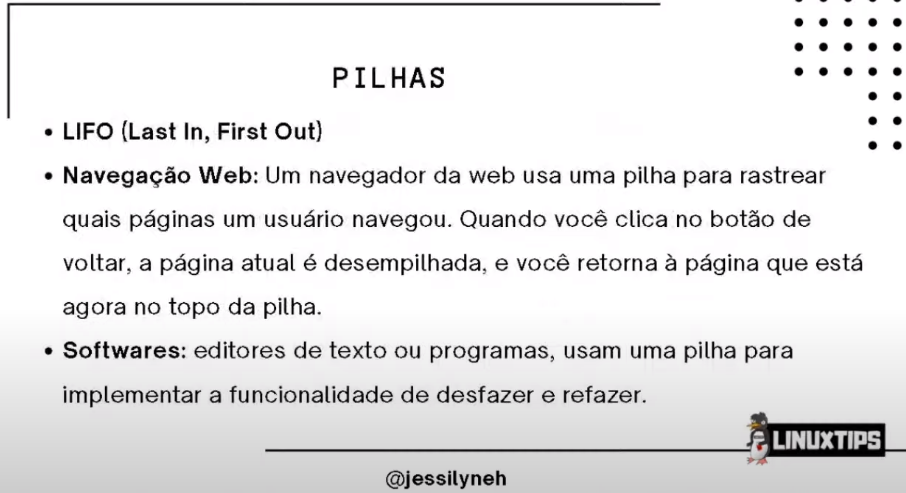 PILHAS
• LIFO (Last In, First Out)
• Navegação Web: Um navegador da web usa uma pilha para rastrear
quais páginas um usuário navegou. Quando você clica no botão de
voltar, a página atual é desempilhada, e você retorna à página que está
agora no topo da pilha.
• Softwares: editores de texto ou programas, usam uma pilha para
implementar a funcionalidade de desfazer e refazer.
LINUXTIPS
@jessilyneh